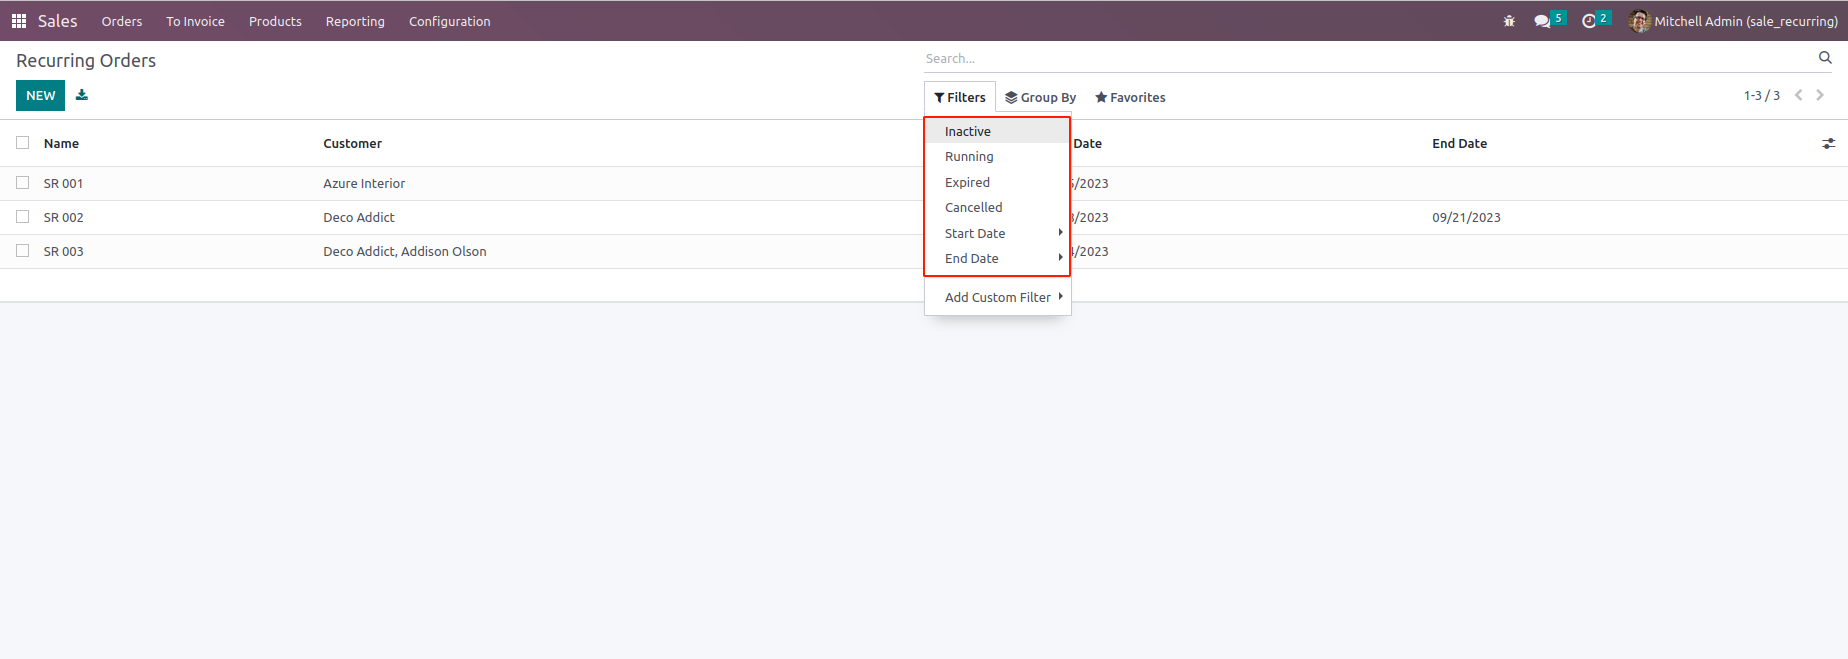 Sales Orders To Invoice Products Reporting Configuration 5 2 Mitchell Admin (sale_recurring)
Recurring Orders
Search...
NEW
Filters Group By Favorites
1-3 / 3
Name Customer Date End Date
SR 001 Azure Interior /2023
SR 002 Deco Addict /2023 09/21/2023
SR 003 Deco Addict, Addison Olson /2023
Inactive
Running
Expired
Cancelled
Start Date
End Date
Add Custom Filter